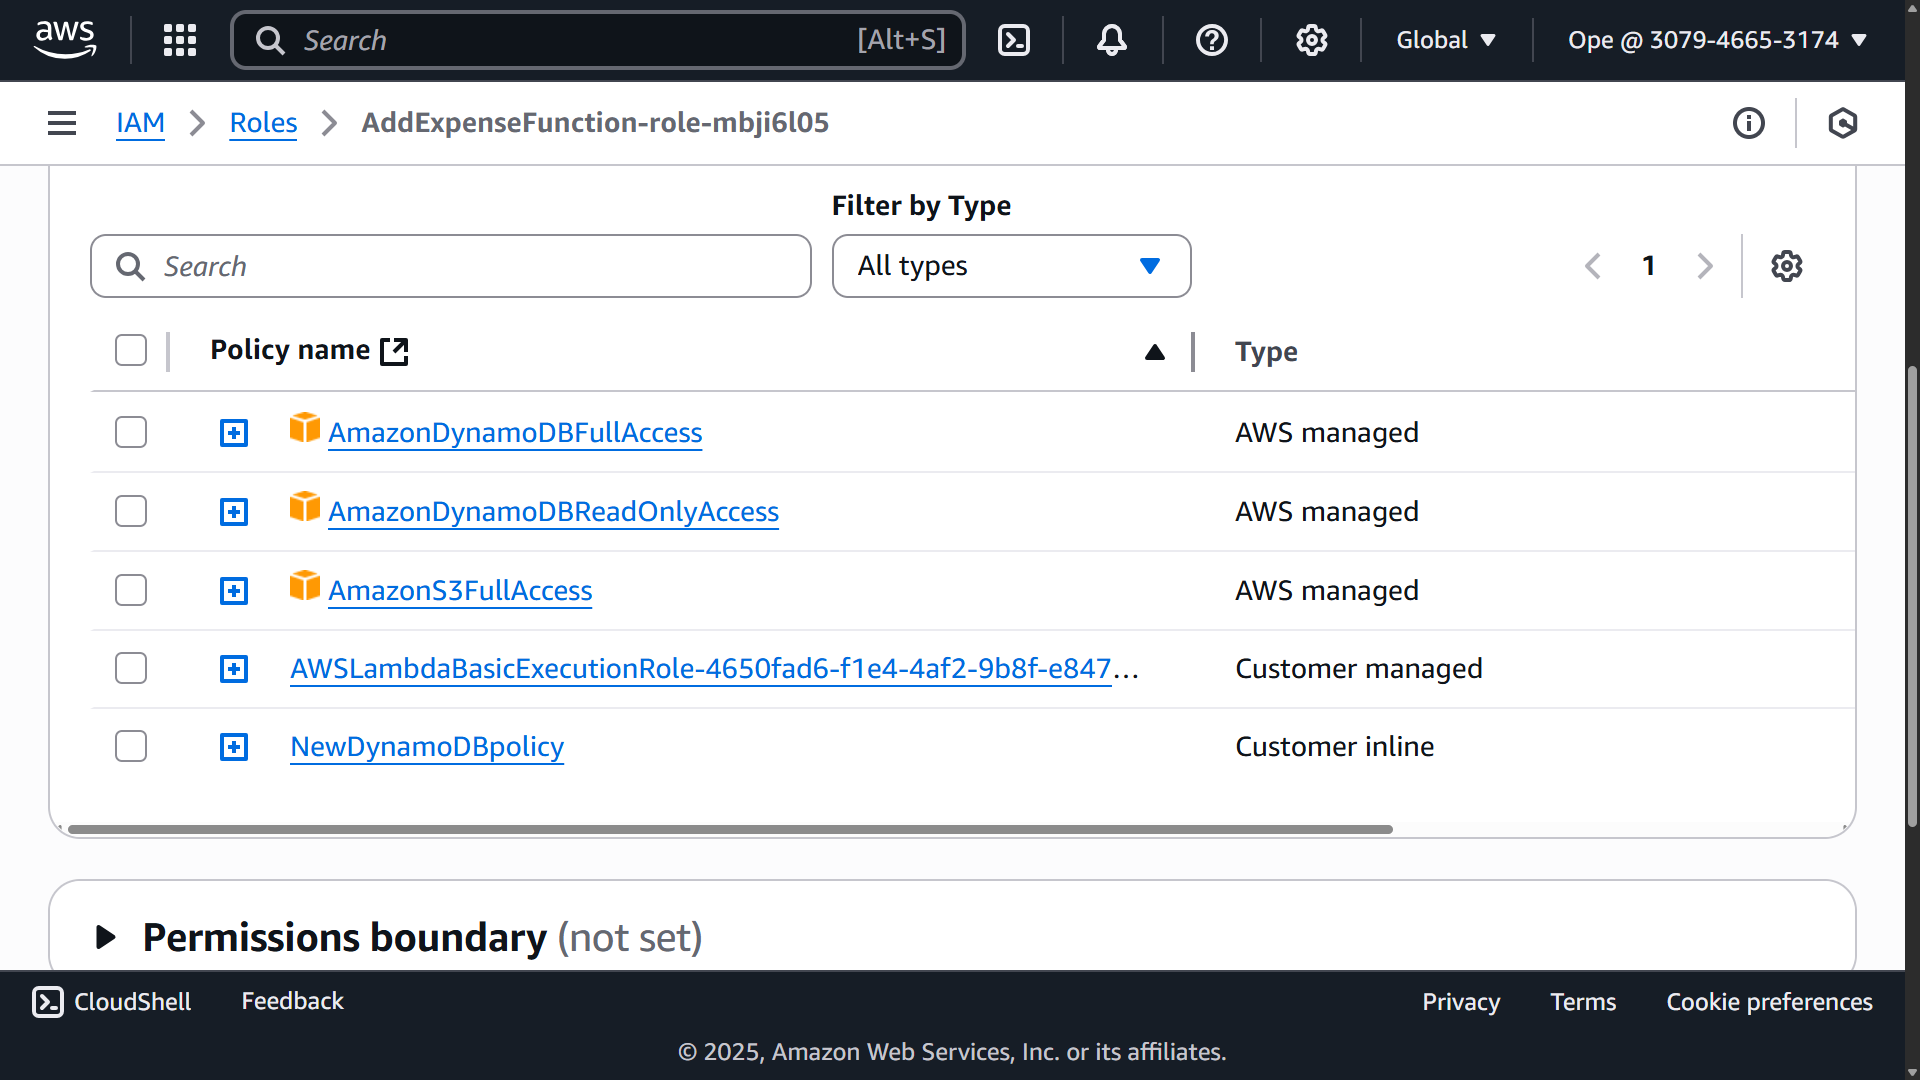 aws
Search [Alt+S] Global Ope @ 3079-4665-3174
IAM Roles AddExpenseFunction-role-mbji6l05
Filter by Type
Search All types 1
Policy name Type
AmazonDynamoDBFullAccess AWS managed
AmazonDynamoDBReadOnlyAccess AWS managed
AmazonS3FullAccess AWS managed
AWSLambdaBasicExecutionRole-4650fad6-f1e4-4af2-9b8f-e847... Customer managed
NewDynamoDBpolicy Customer inline
Permissions boundary (not set)
CloudShell Feedback Privacy Terms Cookie preferences
© 2025, Amazon Web Services, Inc. or its affiliates.